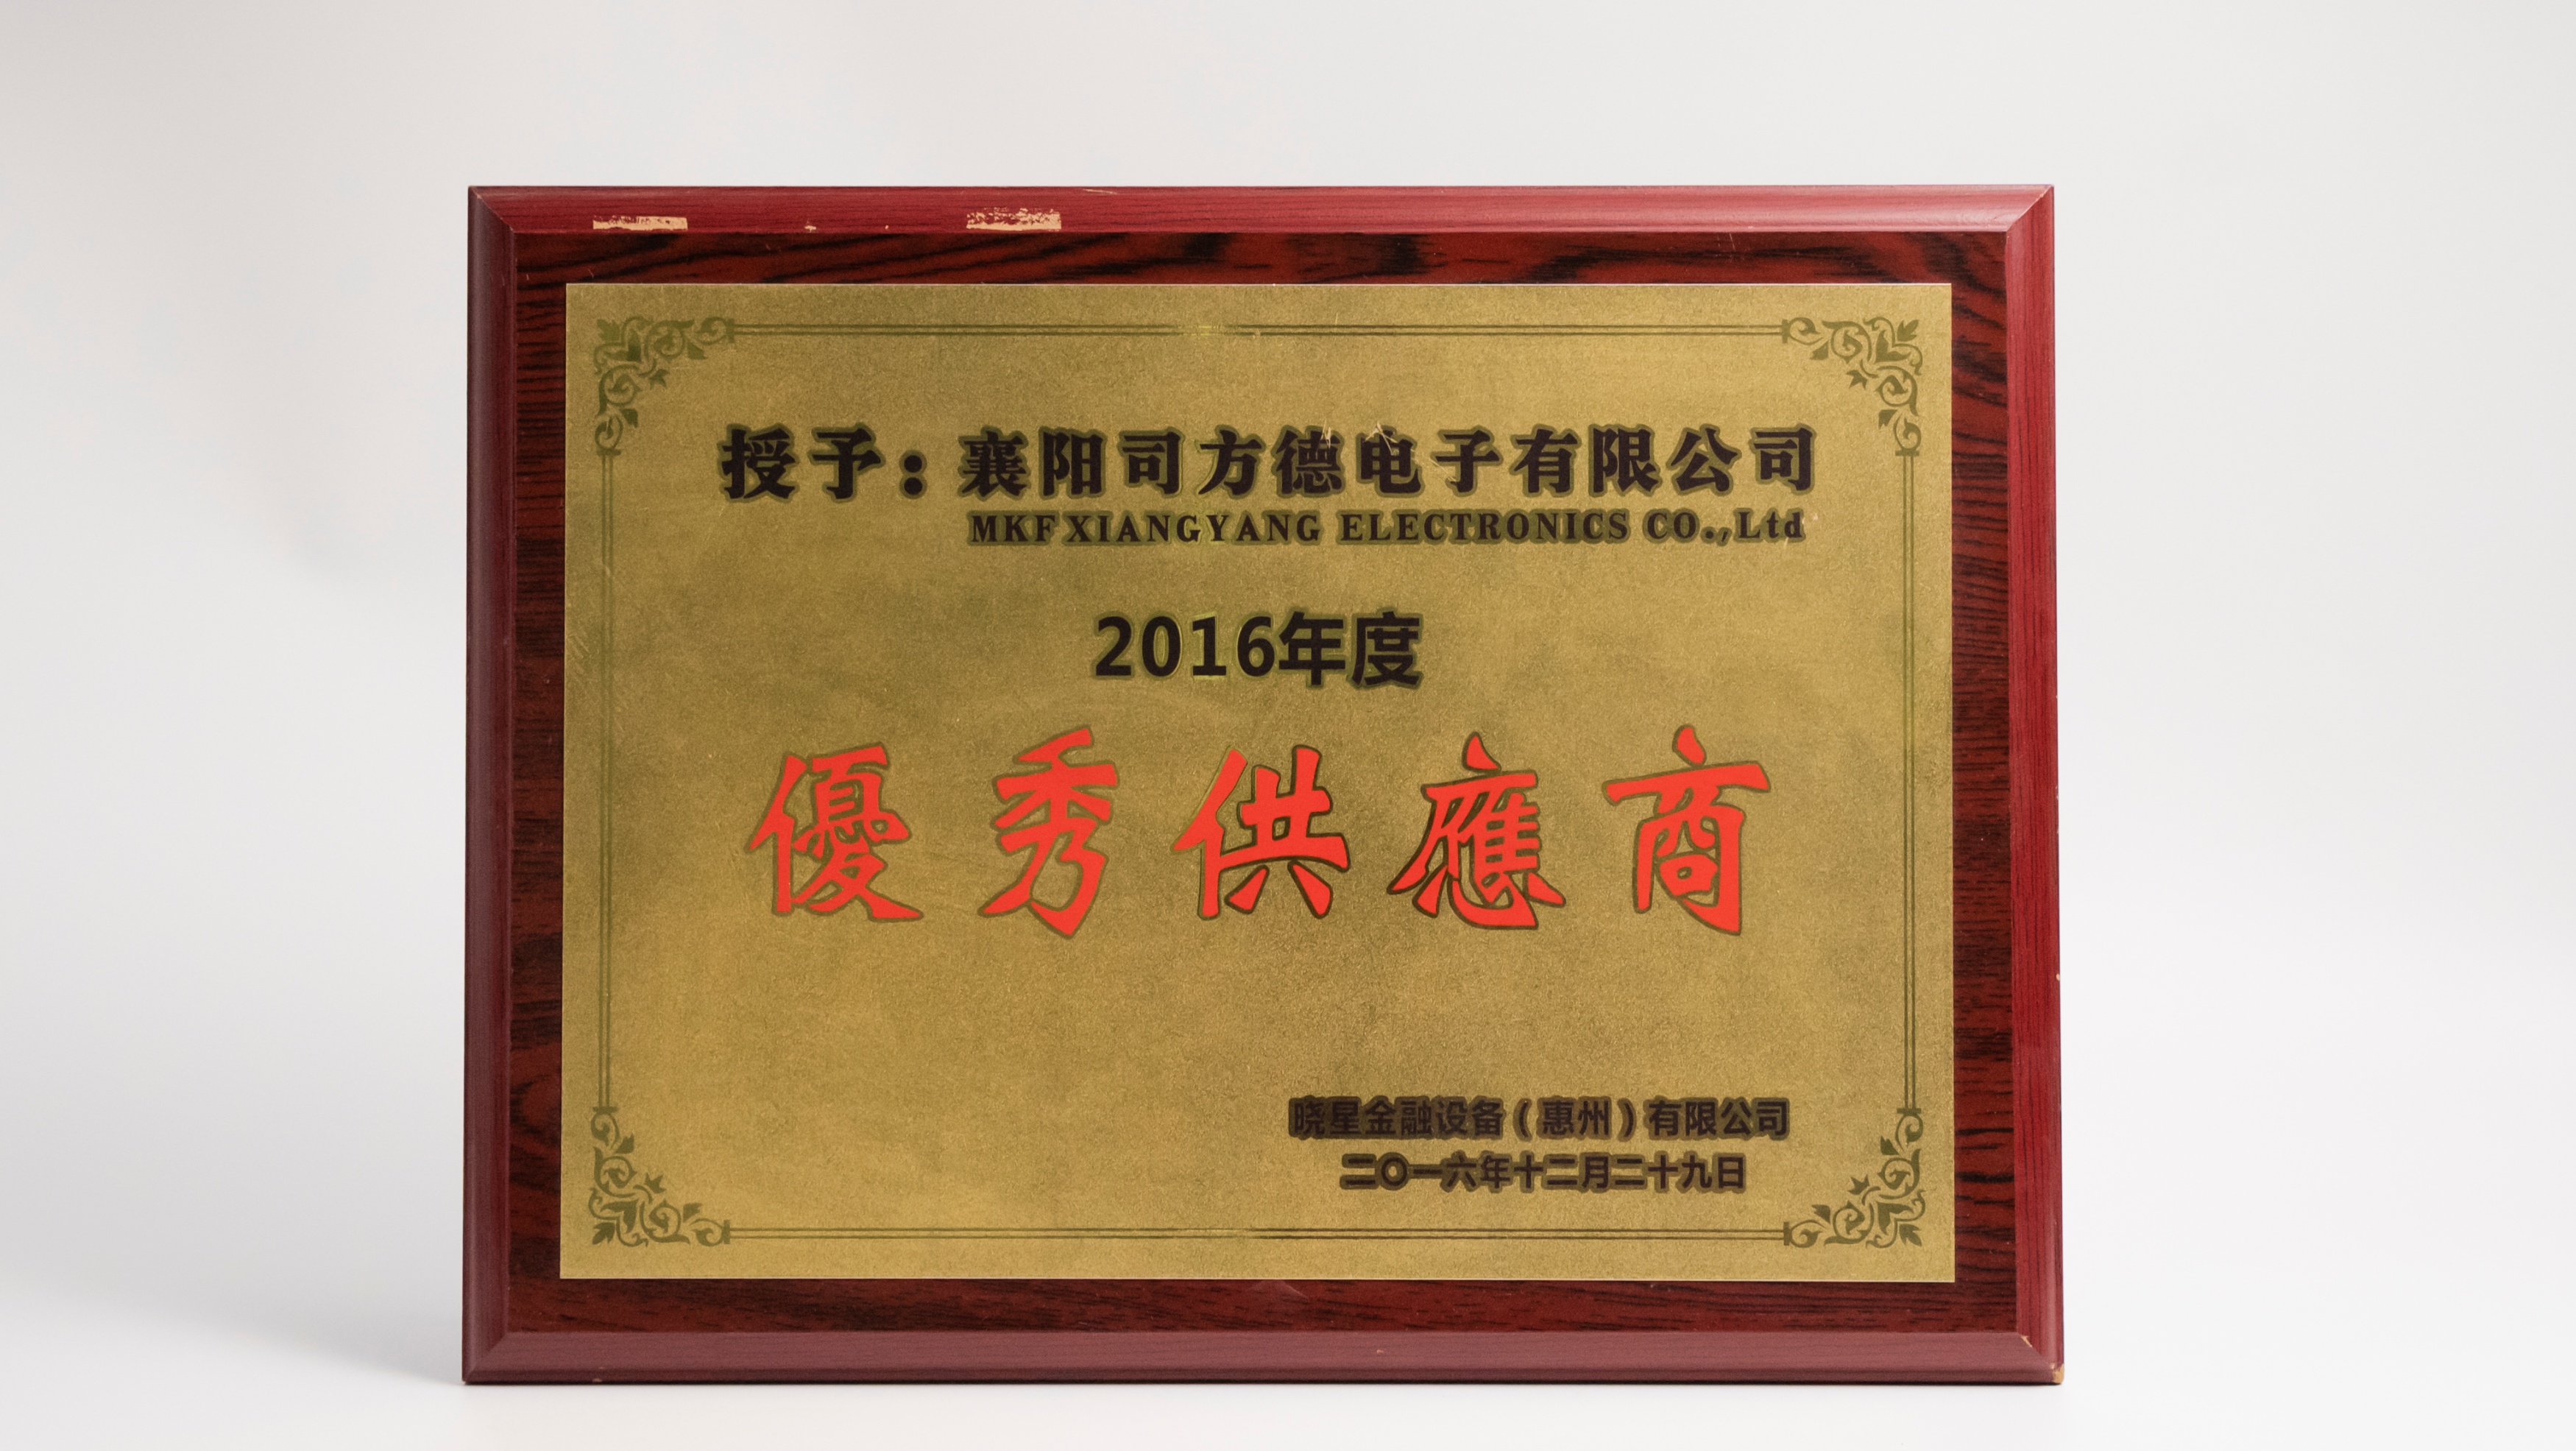 授予：襄阳司方德电子有限公司
MKF XIANGYANG ELECTRONICS CO.,Ltd
2016年度
優秀供應商
晓星金融设备（惠州）有限公司
二〇一六年十二月二十九日